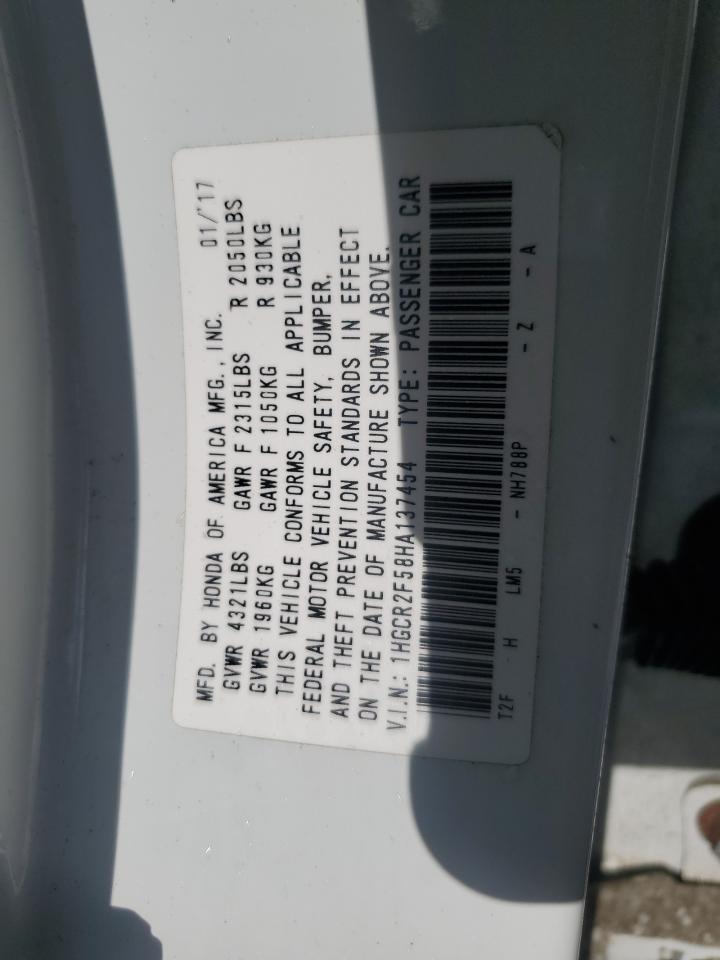 MFD. BY HONDA OF AMERICA MFG., INC. 01/'17
GVWR 4321LBS GAWR F 2315LBS R 2050LBS
GVWR 1960KG GAWR F 1050KG R 930KG
THIS VEHICLE CONFORMS TO ALL APPLICABLE
FEDERAL MOTOR VEHICLE SAFETY, BUMPER,
AND THEFT PREVENTION STANDARDS IN EFFECT
ON THE DATE OF MANUFACTURE SHOWN ABOVE.
V.I.N.: 1HGCR2F58HA137454 TYPE: PASSENGER CAR
T2F - H LM5 - NH788P - Z - A